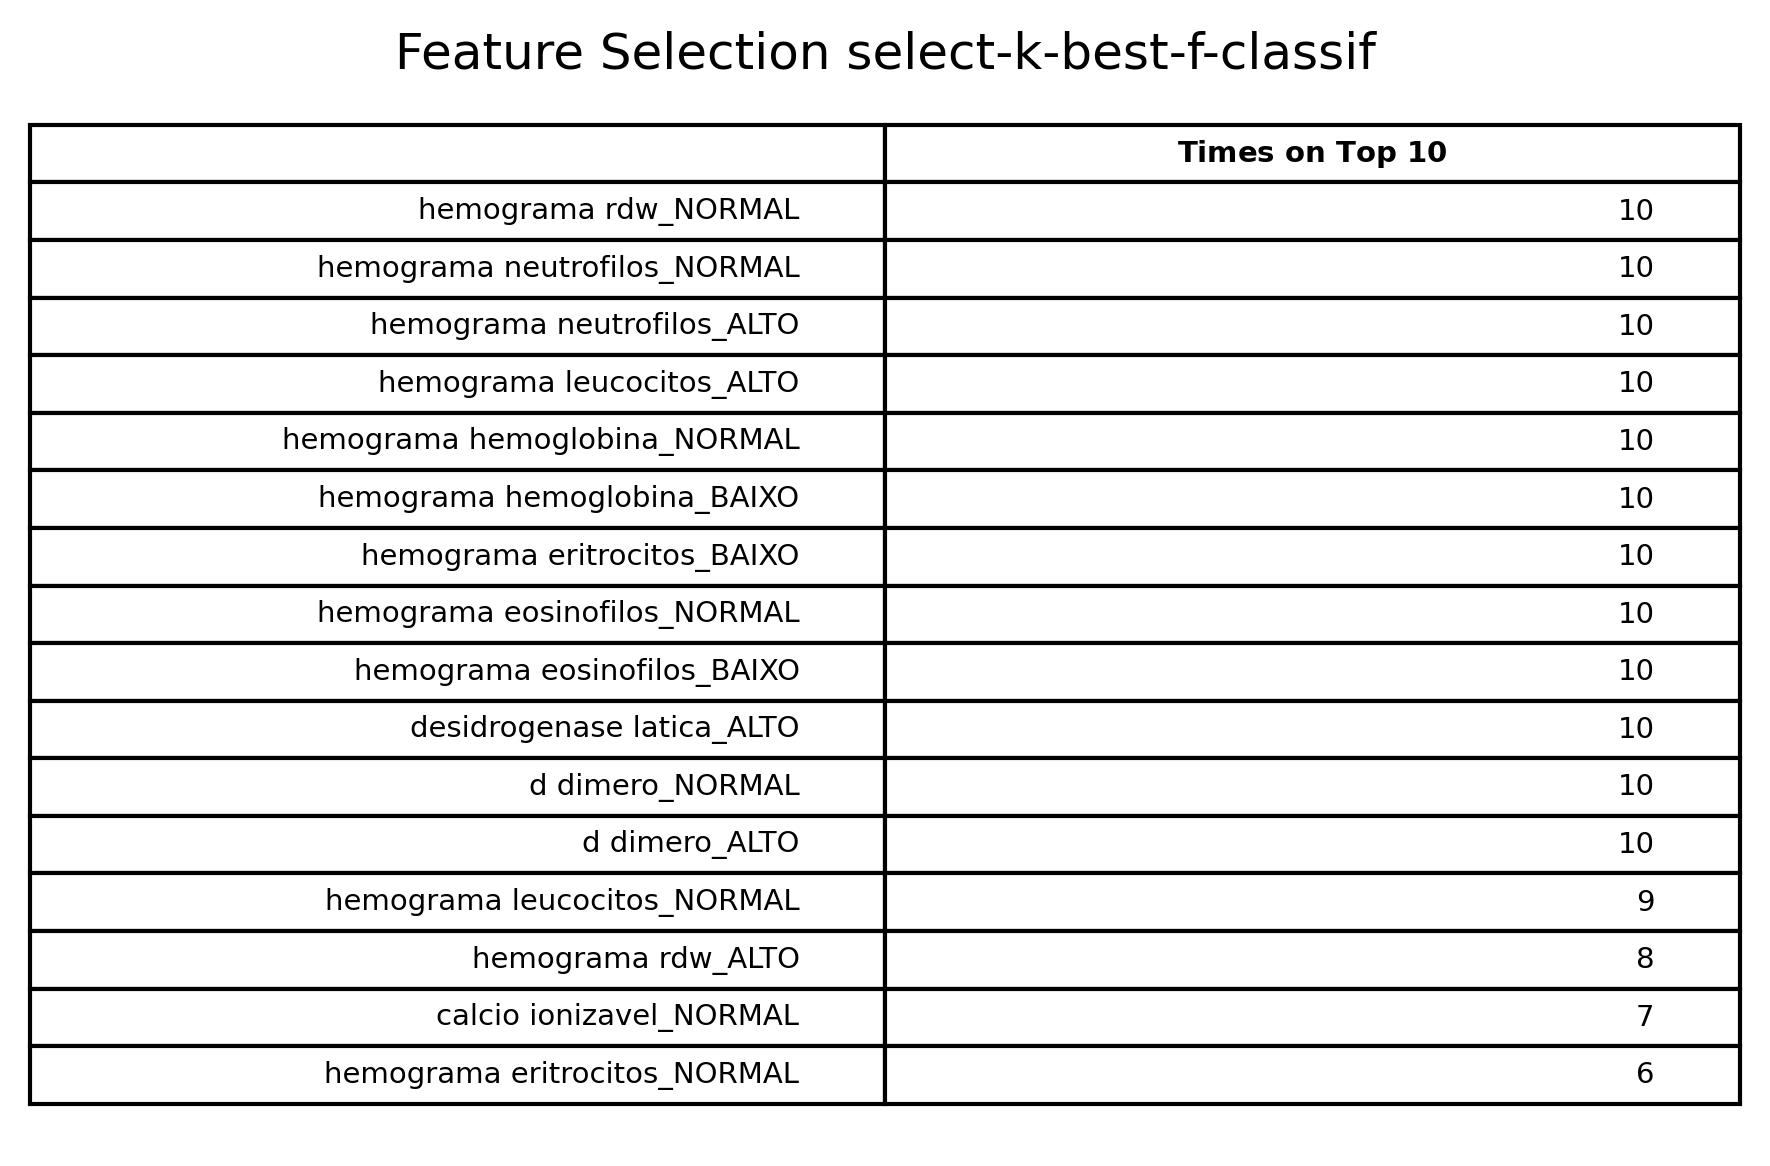 Feature Selection select-k-best-f-classif
Times on Top 10
hemograma rdw_NORMAL 10
hemograma neutrofilos_NORMAL 10
hemograma neutrofilos_ALTO 10
hemograma leucocitos_ALTO 10
hemograma hemoglobina_NORMAL 10
hemograma hemoglobina_BAIXO 10
hemograma eritrocitos_BAIXO 10
hemograma eosinofilos_NORMAL 10
hemograma eosinofilos_BAIXO 10
desidrogenase latica_ALTO 10
d dimero_NORMAL 10
d dimero_ALTO 10
hemograma leucocitos_NORMAL 9
hemograma rdw_ALTO 8
calcio ionizavel_NORMAL 7
hemograma eritrocitos_NORMAL 6